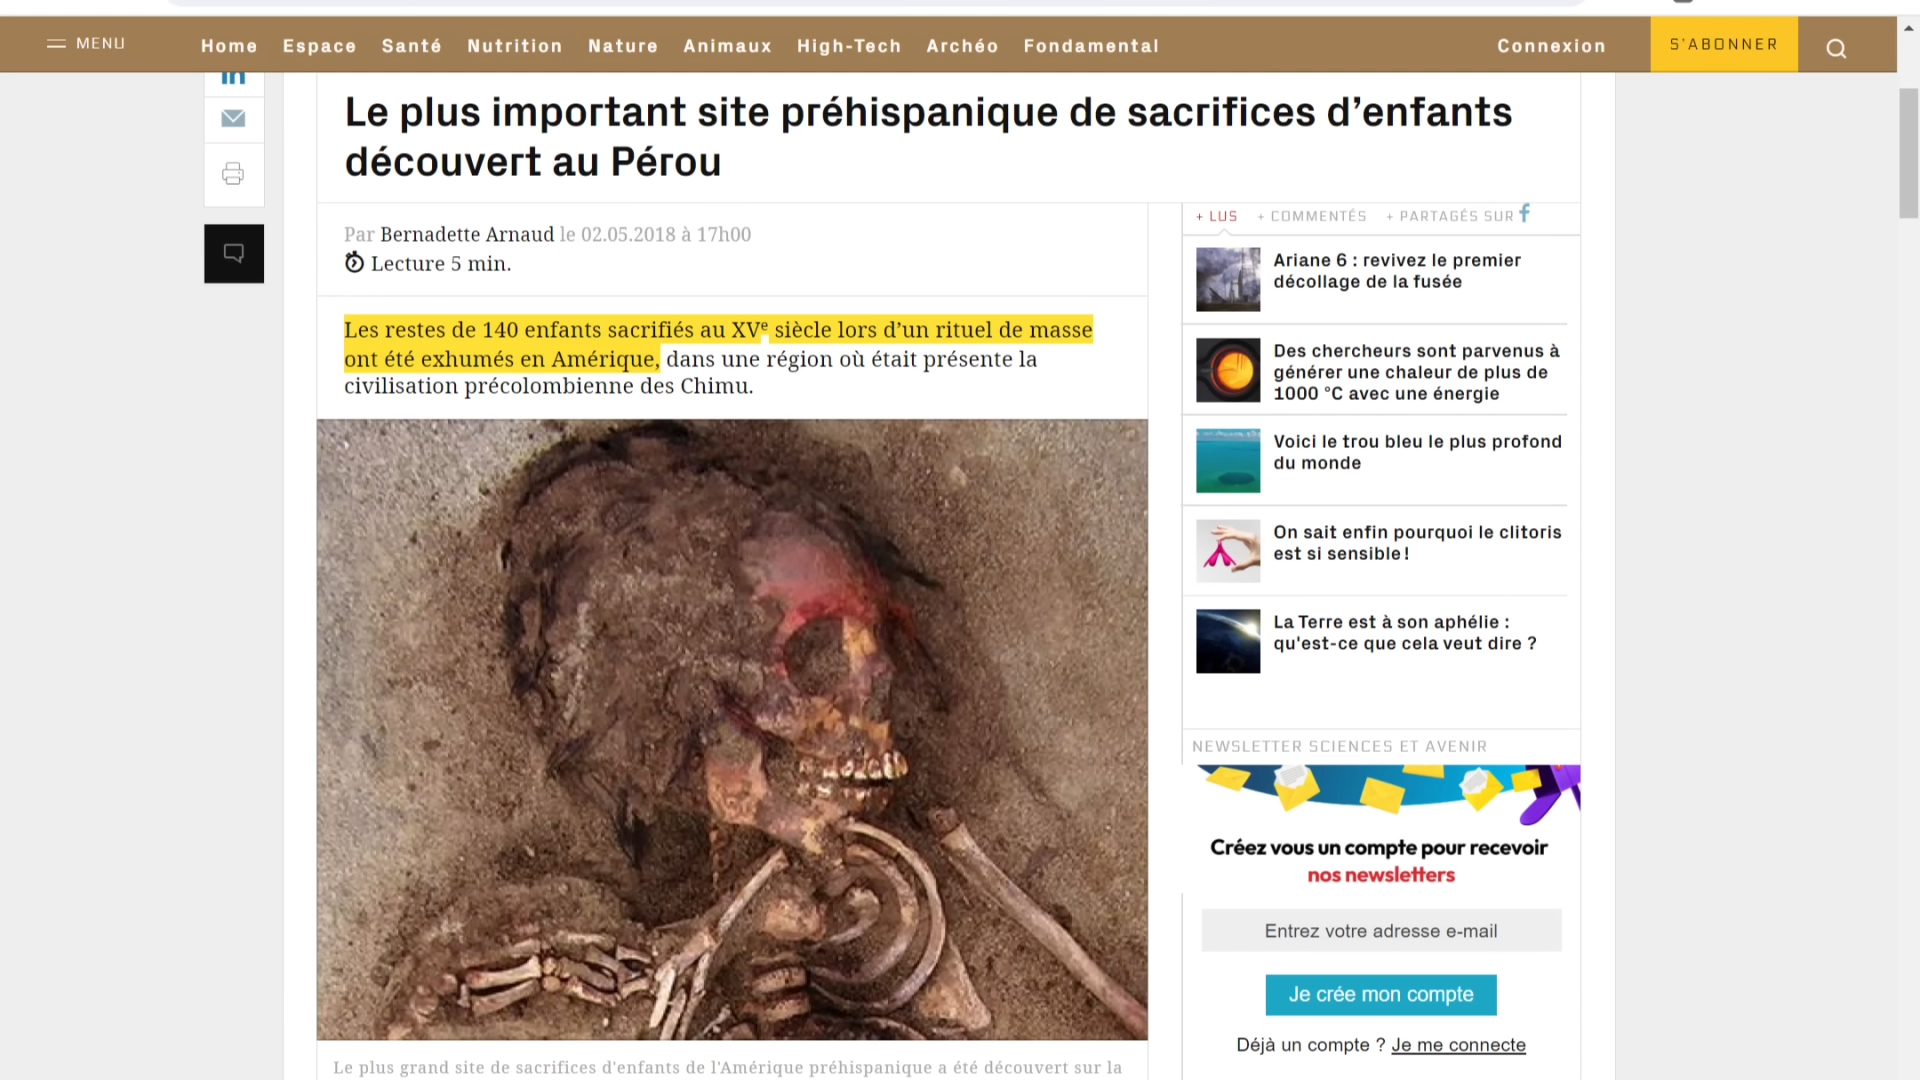 MENU
Home Espace Santé Nutrition Nature Animaux High-Tech Archéo Fondamental
Connexion
S'ABONNER
in
Le plus important site préhispanique de sacrifices d’enfants
découvert au Pérou
Par Bernadette Arnaud le 02.05.2018 à 17h00
Lecture 5 min.
Les restes de 140 enfants sacrifiés au XVᵉ siècle lors d’un rituel de masse
ont été exhumés en Amérique, dans une région où était présente la
civilisation précolombienne des Chimu.
Le plus grand site de sacrifices d'enfants de l'Amérique préhispanique a été découvert sur la
+ LUS + COMMENTÉS + PARTAGÉS SUR f
Ariane 6 : revivez le premier
décollage de la fusée
Des chercheurs sont parvenus à
générer une chaleur de plus de
1000 °C avec une énergie
Voici le trou bleu le plus profond
du monde
On sait enfin pourquoi le clitoris
est si sensible !
La Terre est à son aphélie :
qu'est-ce que cela veut dire ?
NEWSLETTER SCIENCES ET AVENIR
Créez vous un compte pour recevoir
nos newsletters
Entrez votre adresse e-mail
Je crée mon compte
Déjà un compte ? Je me connecte